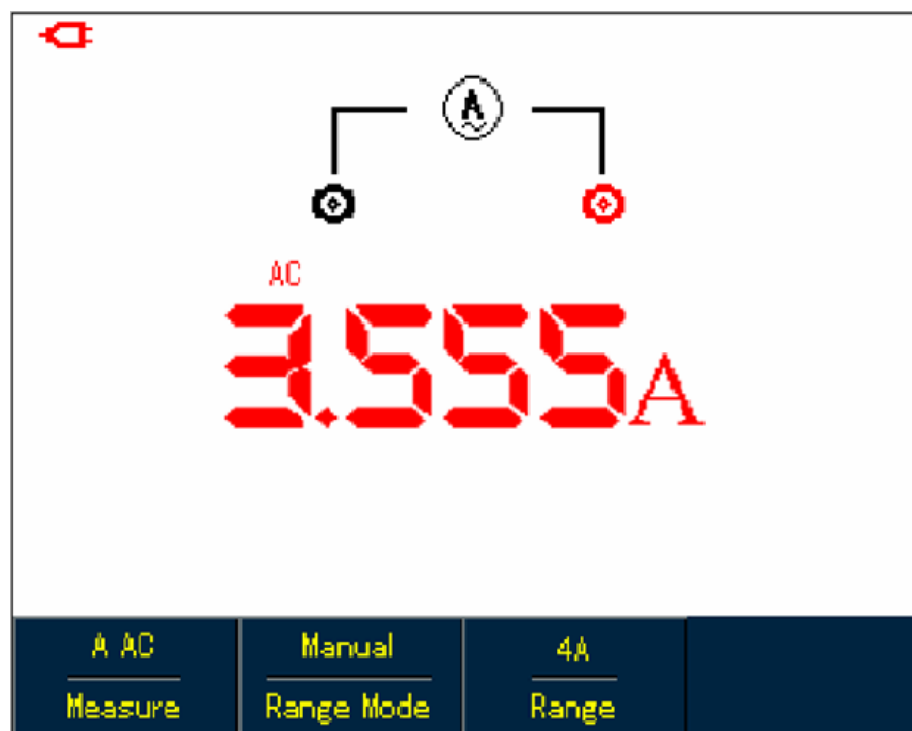 A
AC
3.555A
A AC
Manual
4A
Measure
Range Mode
Range